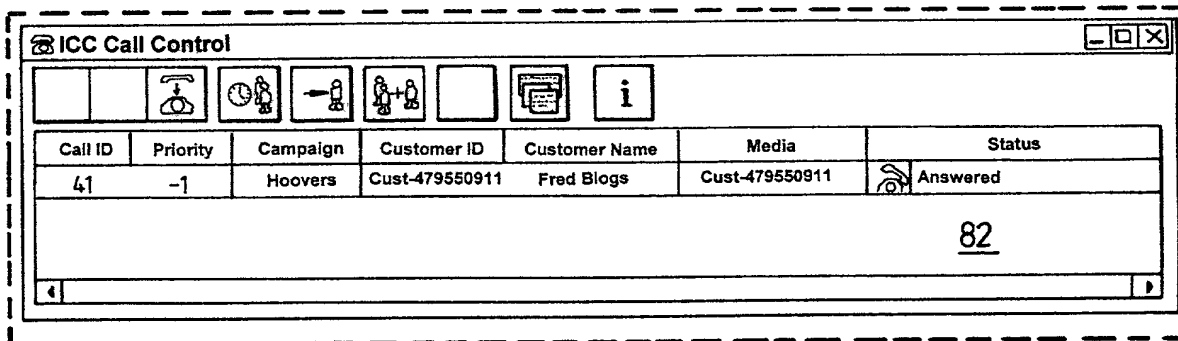 ICC Call Control
i
Call ID Priority Campaign Customer ID Customer Name Media Status
41 -1 Hoovers Cust-479550911 Fred Blogs Cust-479550911 Answered
82